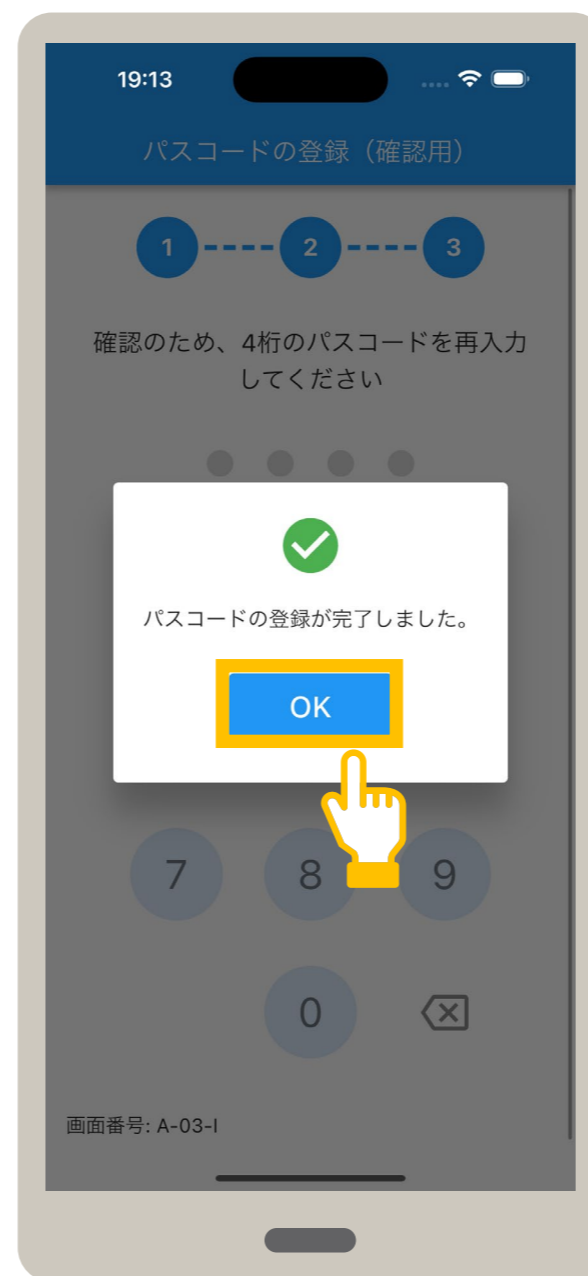 19:13
パスコードの登録（確認用）
1 2 3
確認のため、4桁のパスコードを再入力
してください
パスコードの登録が完了しました。
OK
7 8 9
0
画面番号: A-03-I